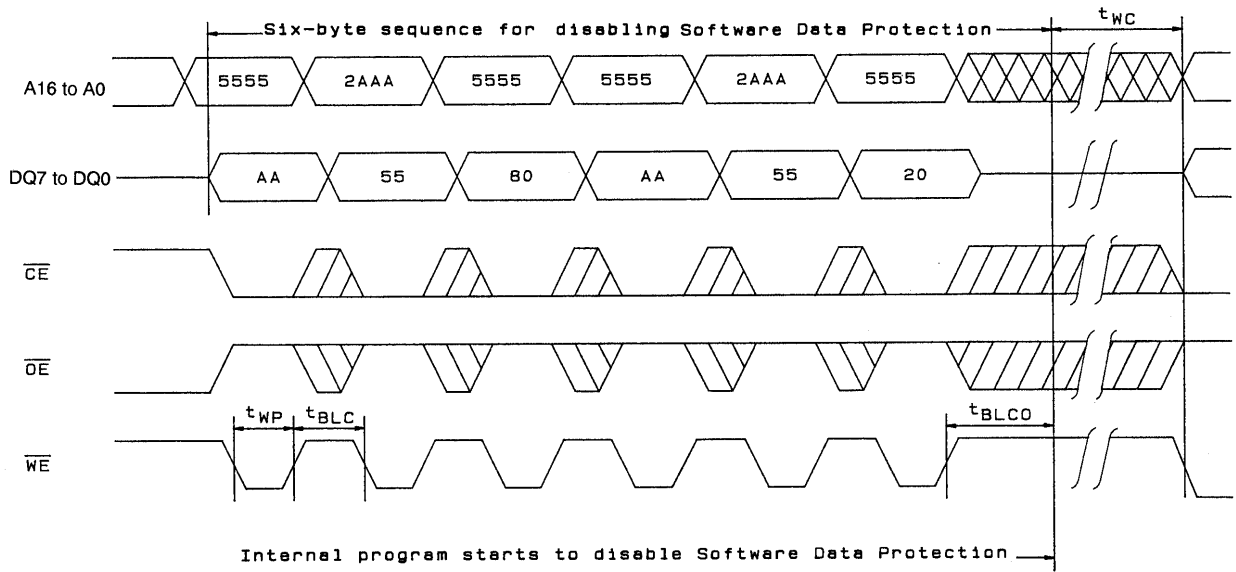 Six-byte sequence for disabling Software Data Protection
tWC
A16 to A0
5555 2AAA 5555 5555 2AAA 5555
DQ7 to DQ0
AA 55 80 AA 55 20
CE
OE
tWP tBLC tBLCO
WE
Internal program starts to disable Software Data Protection